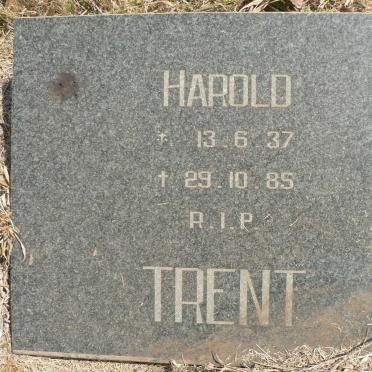 HAROLD
* 13.6.37
† 29.10.85
R.I.P.
TRENT